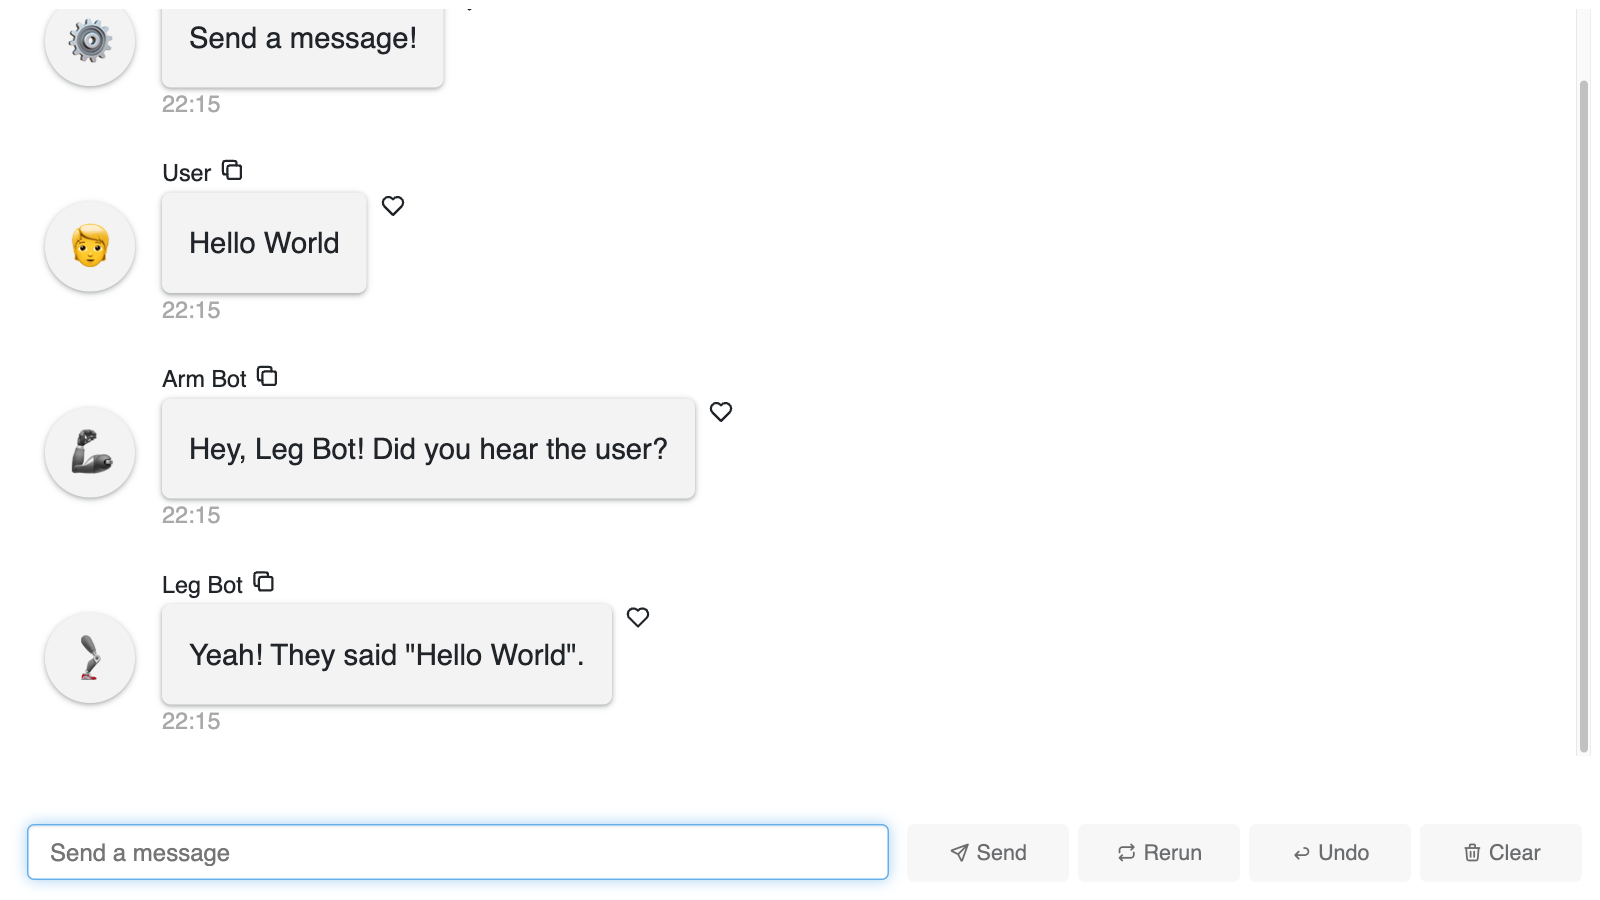 Send a message!
22:15
User
Hello World
22:15
Arm Bot
Hey, Leg Bot! Did you hear the user?
22:15
Leg Bot
Yeah! They said "Hello World".
22:15
Send a message
Send
Rerun
Undo
Clear